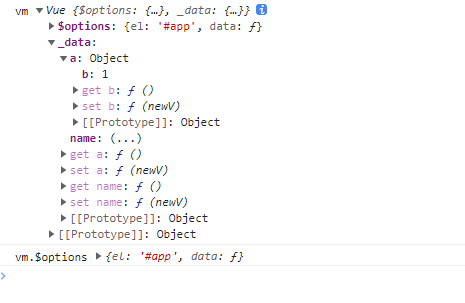 vm ▼Vue {$options: {…}, _data: {…}} i
▶$options: {el: '#app', data: ƒ}
▼_data:
▼a: Object
b: 1
▶get b: ƒ ()
▶set b: ƒ (newV)
▶[[Prototype]]: Object
name: (...)
▶get a: ƒ ()
▶set a: ƒ (newV)
▶get name: ƒ ()
▶set name: ƒ (newV)
▶[[Prototype]]: Object
▶[[Prototype]]: Object
vm.$options ▶{el: '#app', data: ƒ}
>